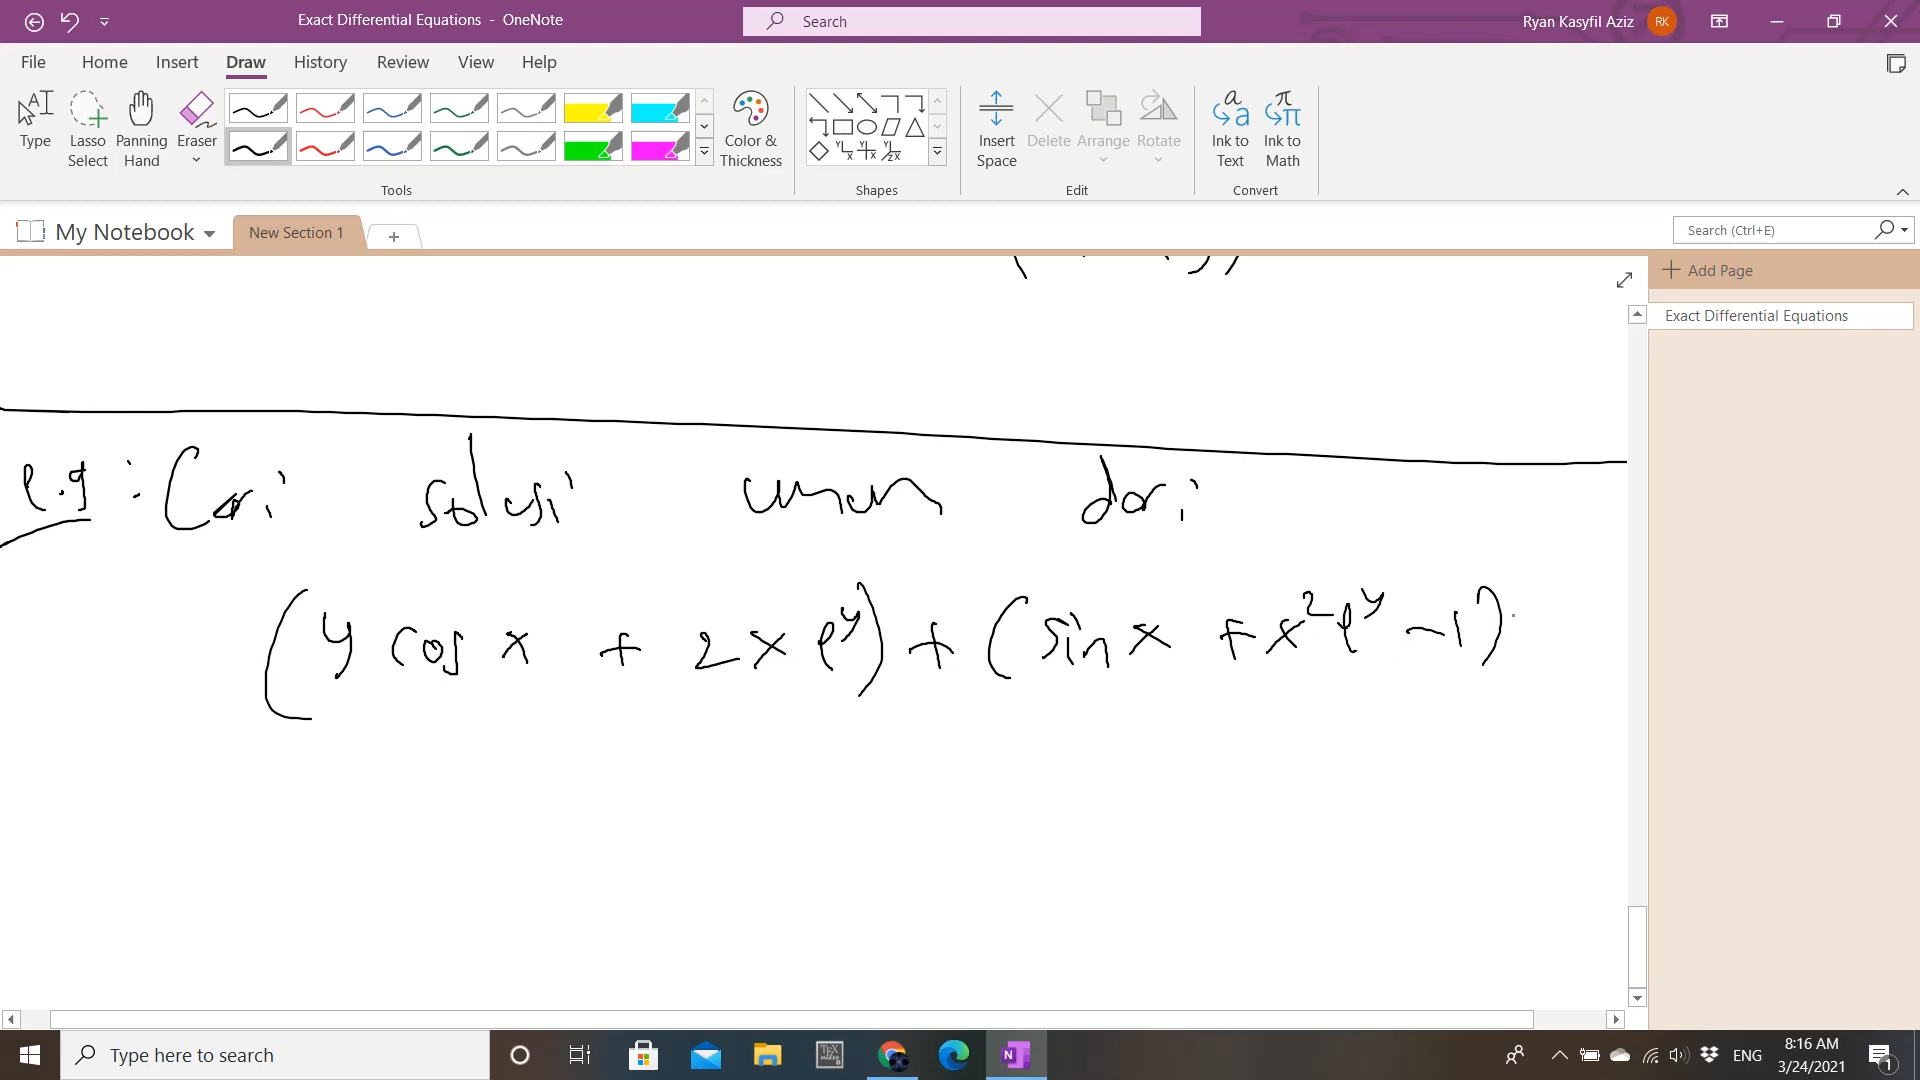 Exact Differential Equations - OneNote
Search
Ryan Kasyfil Aziz RK
File Home Insert Draw History Review View Help
Type
Lasso Select
Panning Hand
Eraser
Color & Thickness
Insert Space
Delete
Arrange
Rotate
Ink to Text
Ink to Math
Tools
Shapes
Edit
Convert
My Notebook
New Section 1
Search (Ctrl+E)
Add Page
Exact Differential Equations
e.g : Cari solusi umum dari
(y cos x + 2x e^y) + (sin x + x^2 e^y - 1)
Type here to search
ENG
8:16 AM
3/24/2021
1